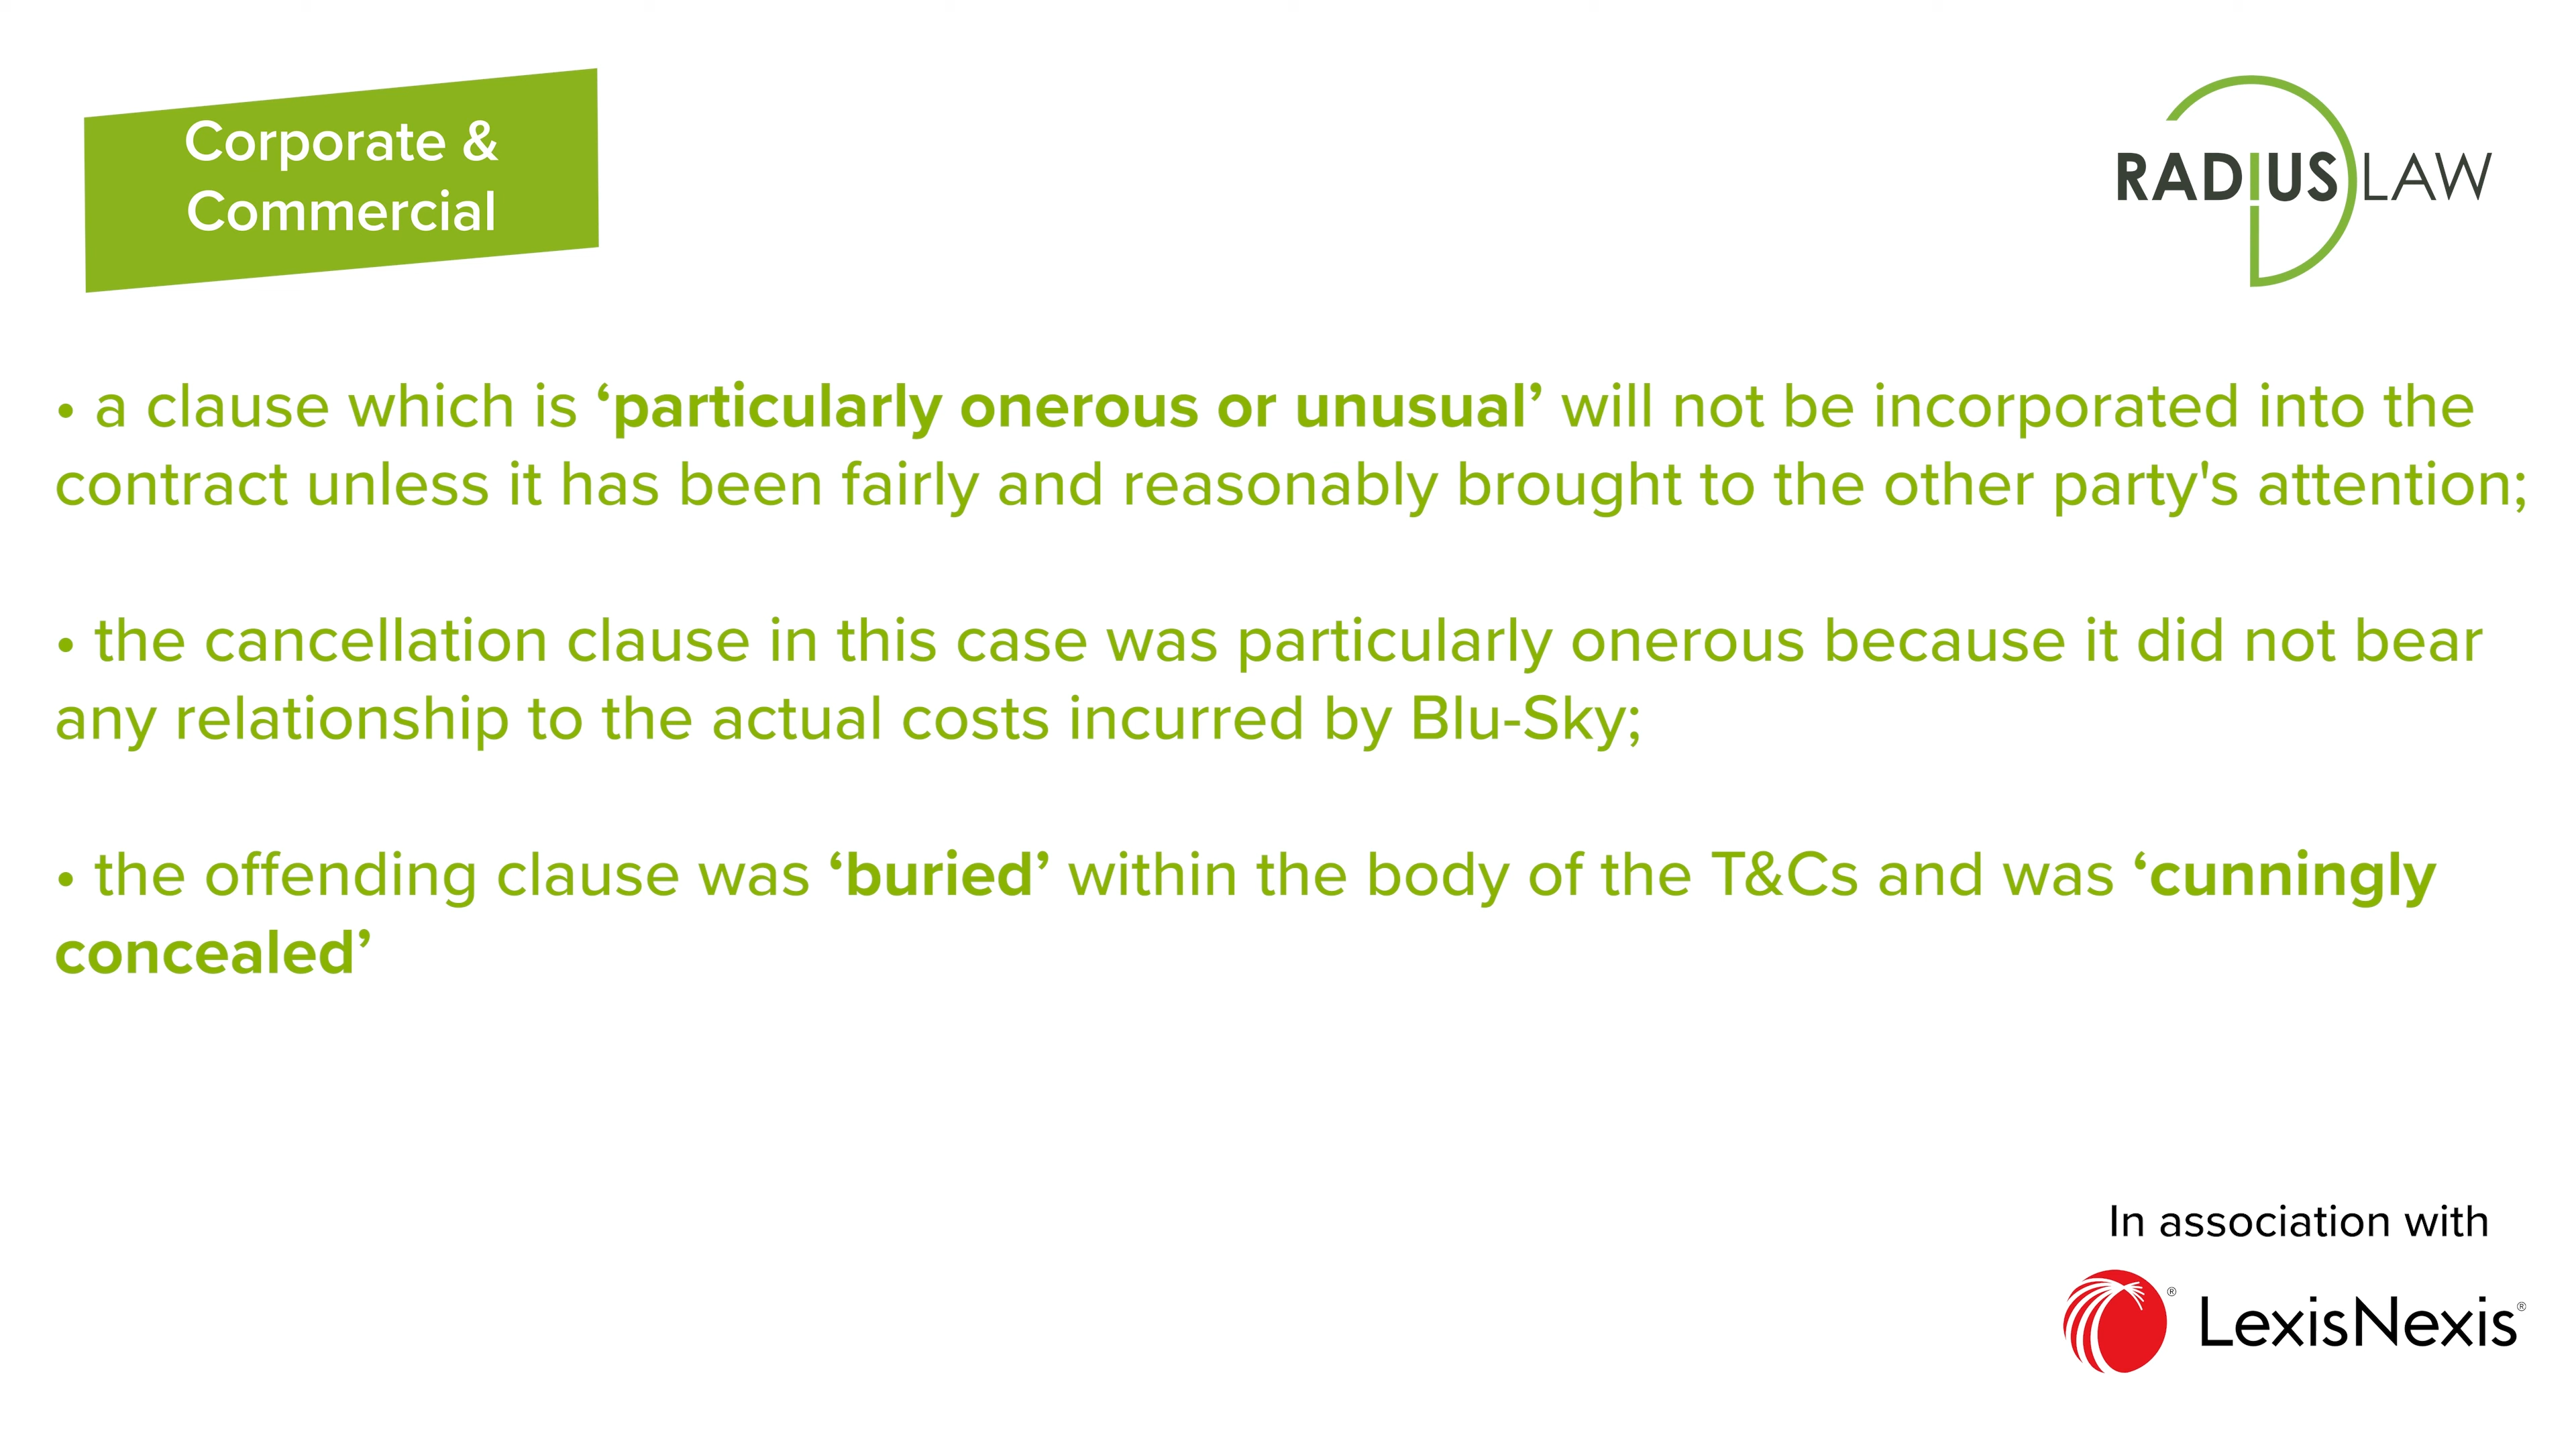 Corporate &
Commercial
RADIUS LAW
• a clause which is ‘particularly onerous or unusual’ will not be incorporated into the
contract unless it has been fairly and reasonably brought to the other party's attention;
• the cancellation clause in this case was particularly onerous because it did not bear
any relationship to the actual costs incurred by Blu-Sky;
• the offending clause was ‘buried’ within the body of the T&Cs and was ‘cunningly
concealed’
In association with
® LexisNexis®